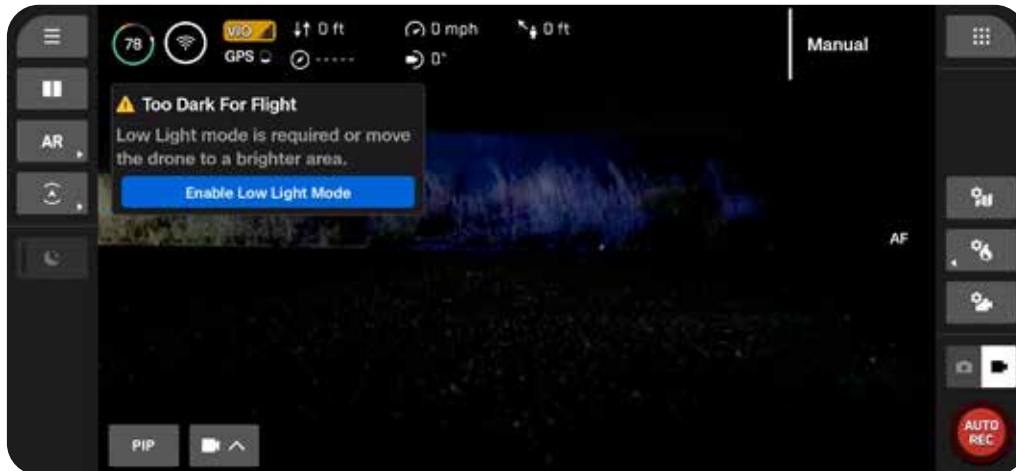 78
VIO
0 ft
0 mph
0 ft
GPS
-----
0°
Manual
Too Dark For Flight
Low Light mode is required or move
the drone to a brighter area.
Enable Low Light Mode
AR
AF
PIP
AUTO
REC